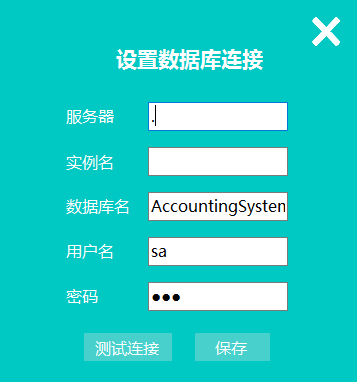 设置数据库连接
服务器 .
实例名
数据库名 AccountingSystem
用户名 sa
密码 ●●●
测试连接 保存